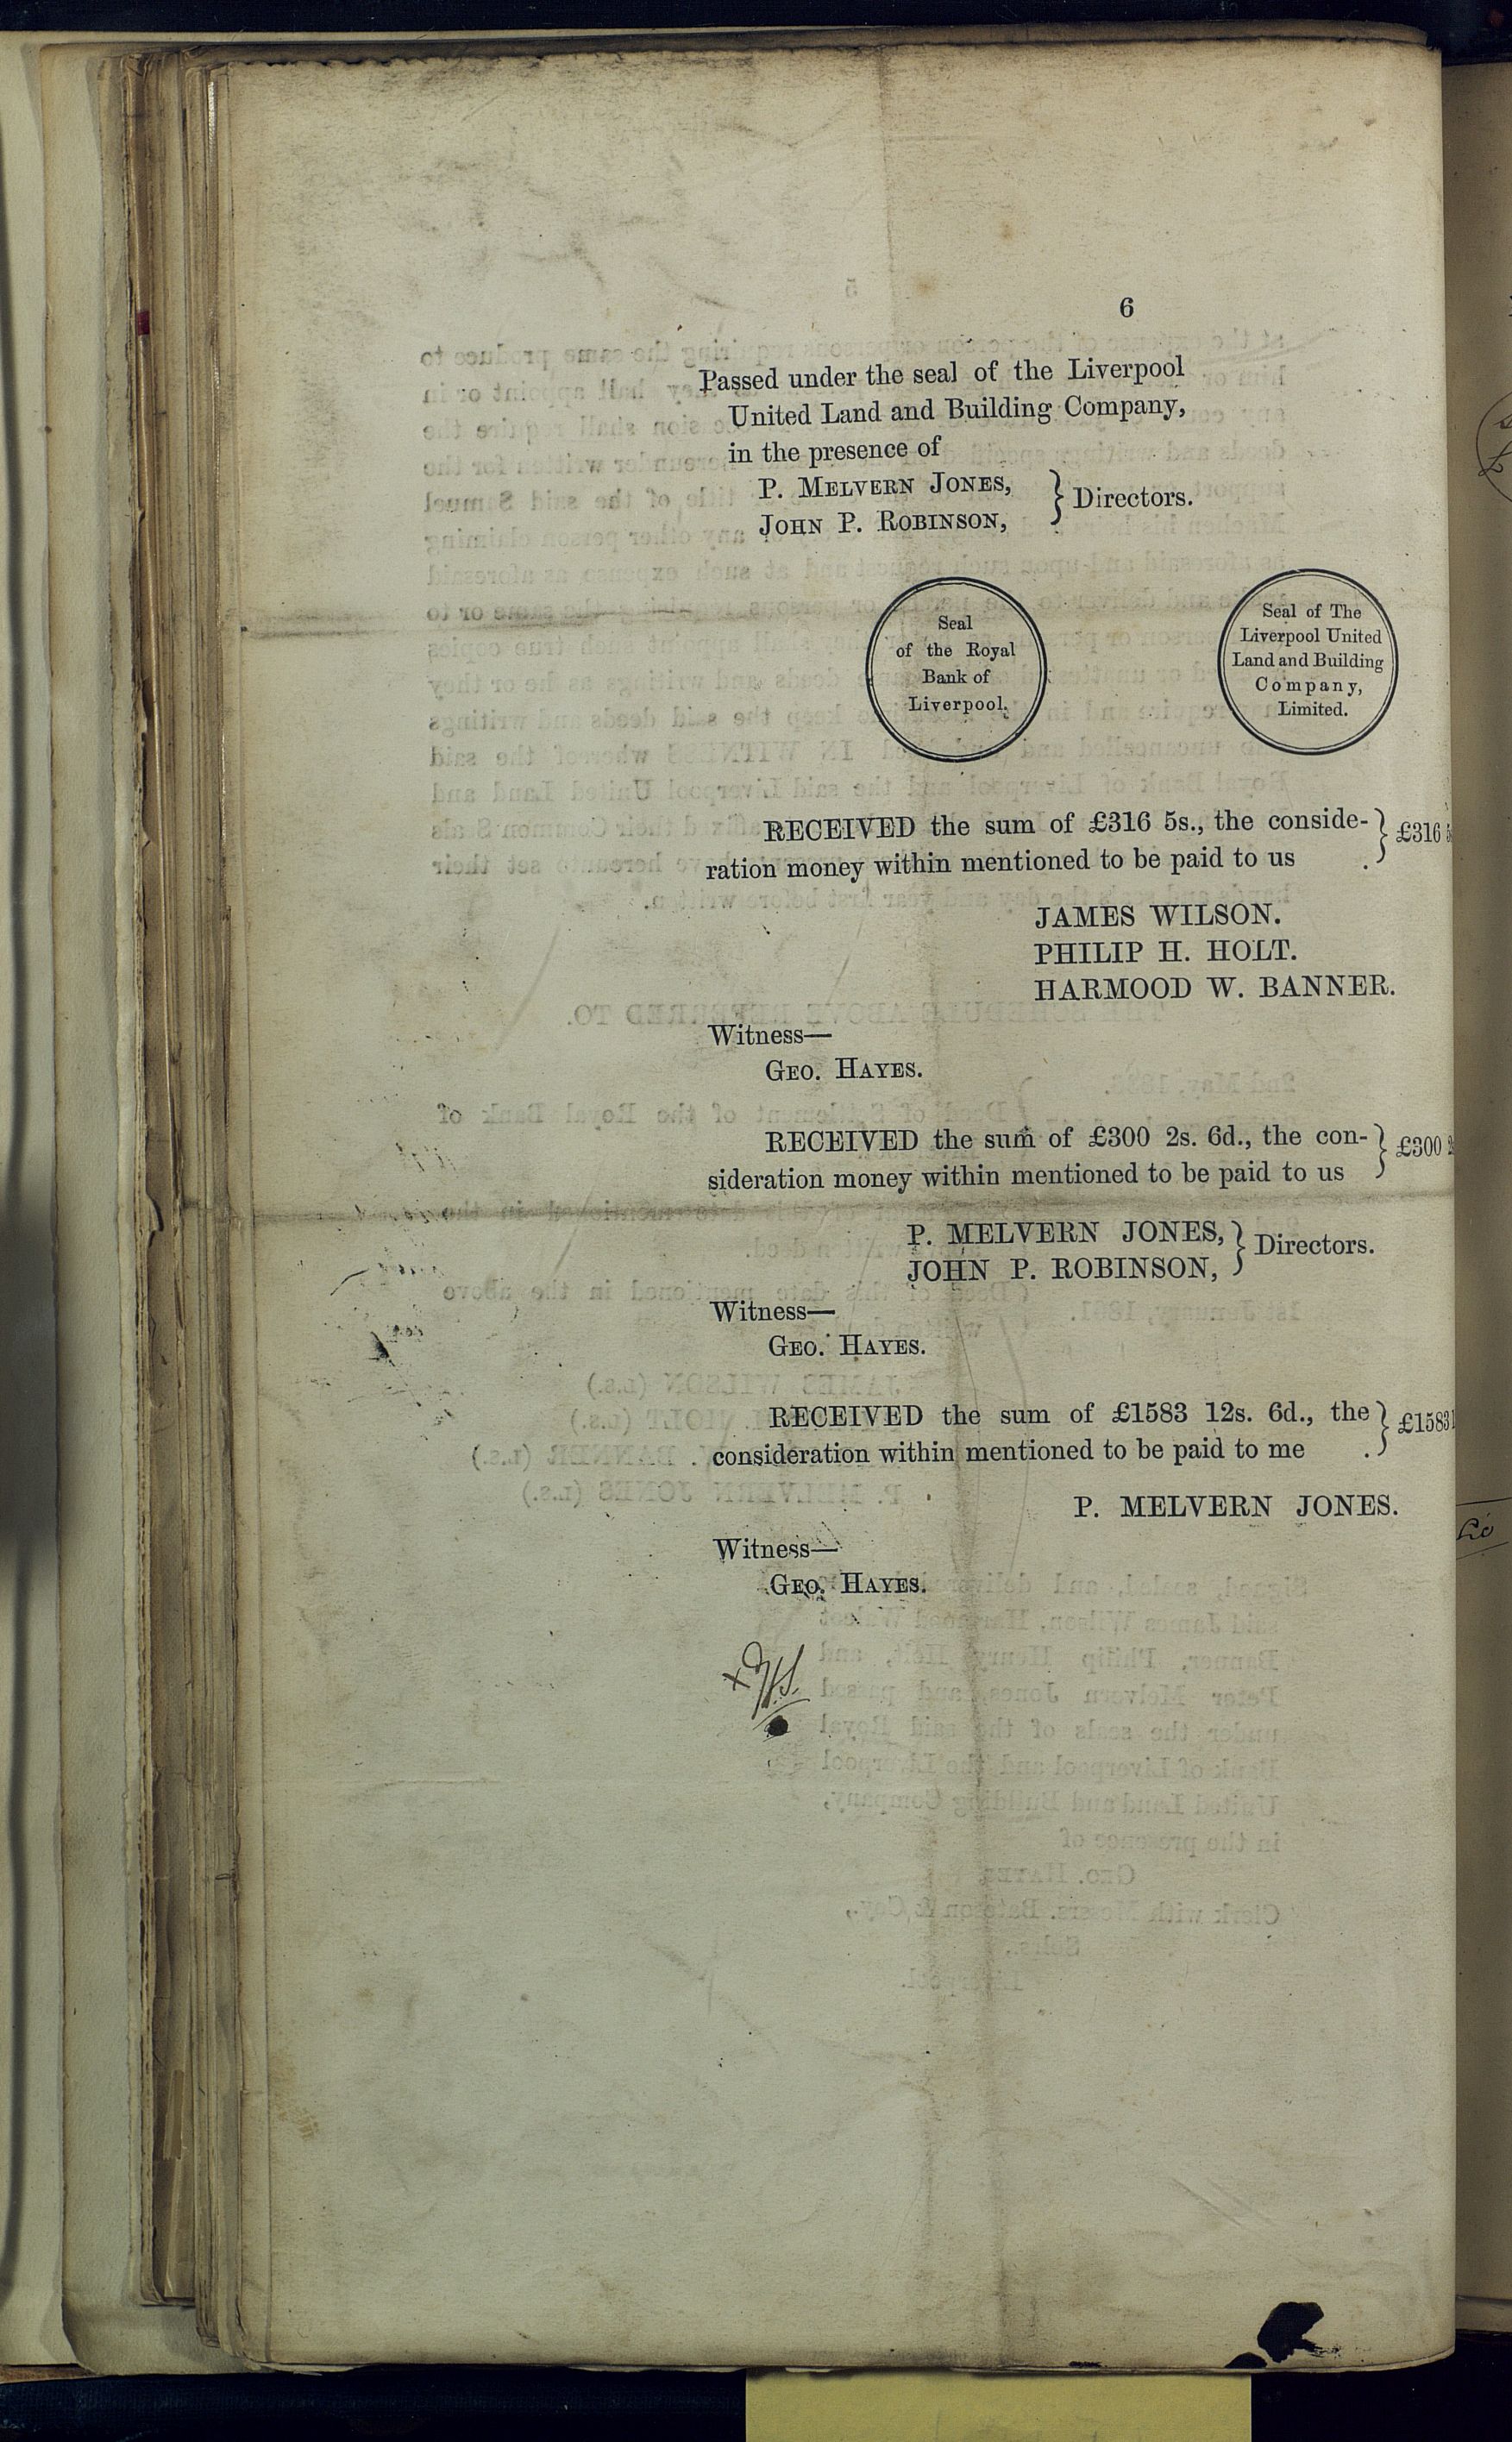 6
Passed under the seal of the Liverpool
United Land and Building Company,
in the presence of
P. MELVERN JONES,
JOHN P. ROBINSON,
} Directors.
Seal
of the Royal
Bank of
Liverpool.
Seal of The
Liverpool United
Land and Building
Company,
Limited.
RECEIVED the sum of £316 5s., the conside-
ration money within mentioned to be paid to us .
} £316 5
JAMES WILSON.
PHILIP H. HOLT.
HARMOOD W. BANNER.
Witness—
GEO. HAYES.
RECEIVED the sum of £300 2s. 6d., the con-
sideration money within mentioned to be paid to us
} £300 2
P. MELVERN JONES,
JOHN P. ROBINSON,
} Directors.
Witness—
GEO. HAYES.
RECEIVED the sum of £1583 12s. 6d., the
consideration within mentioned to be paid to me .
} £1583 1
P. MELVERN JONES.
Witness—
GEO. HAYES.